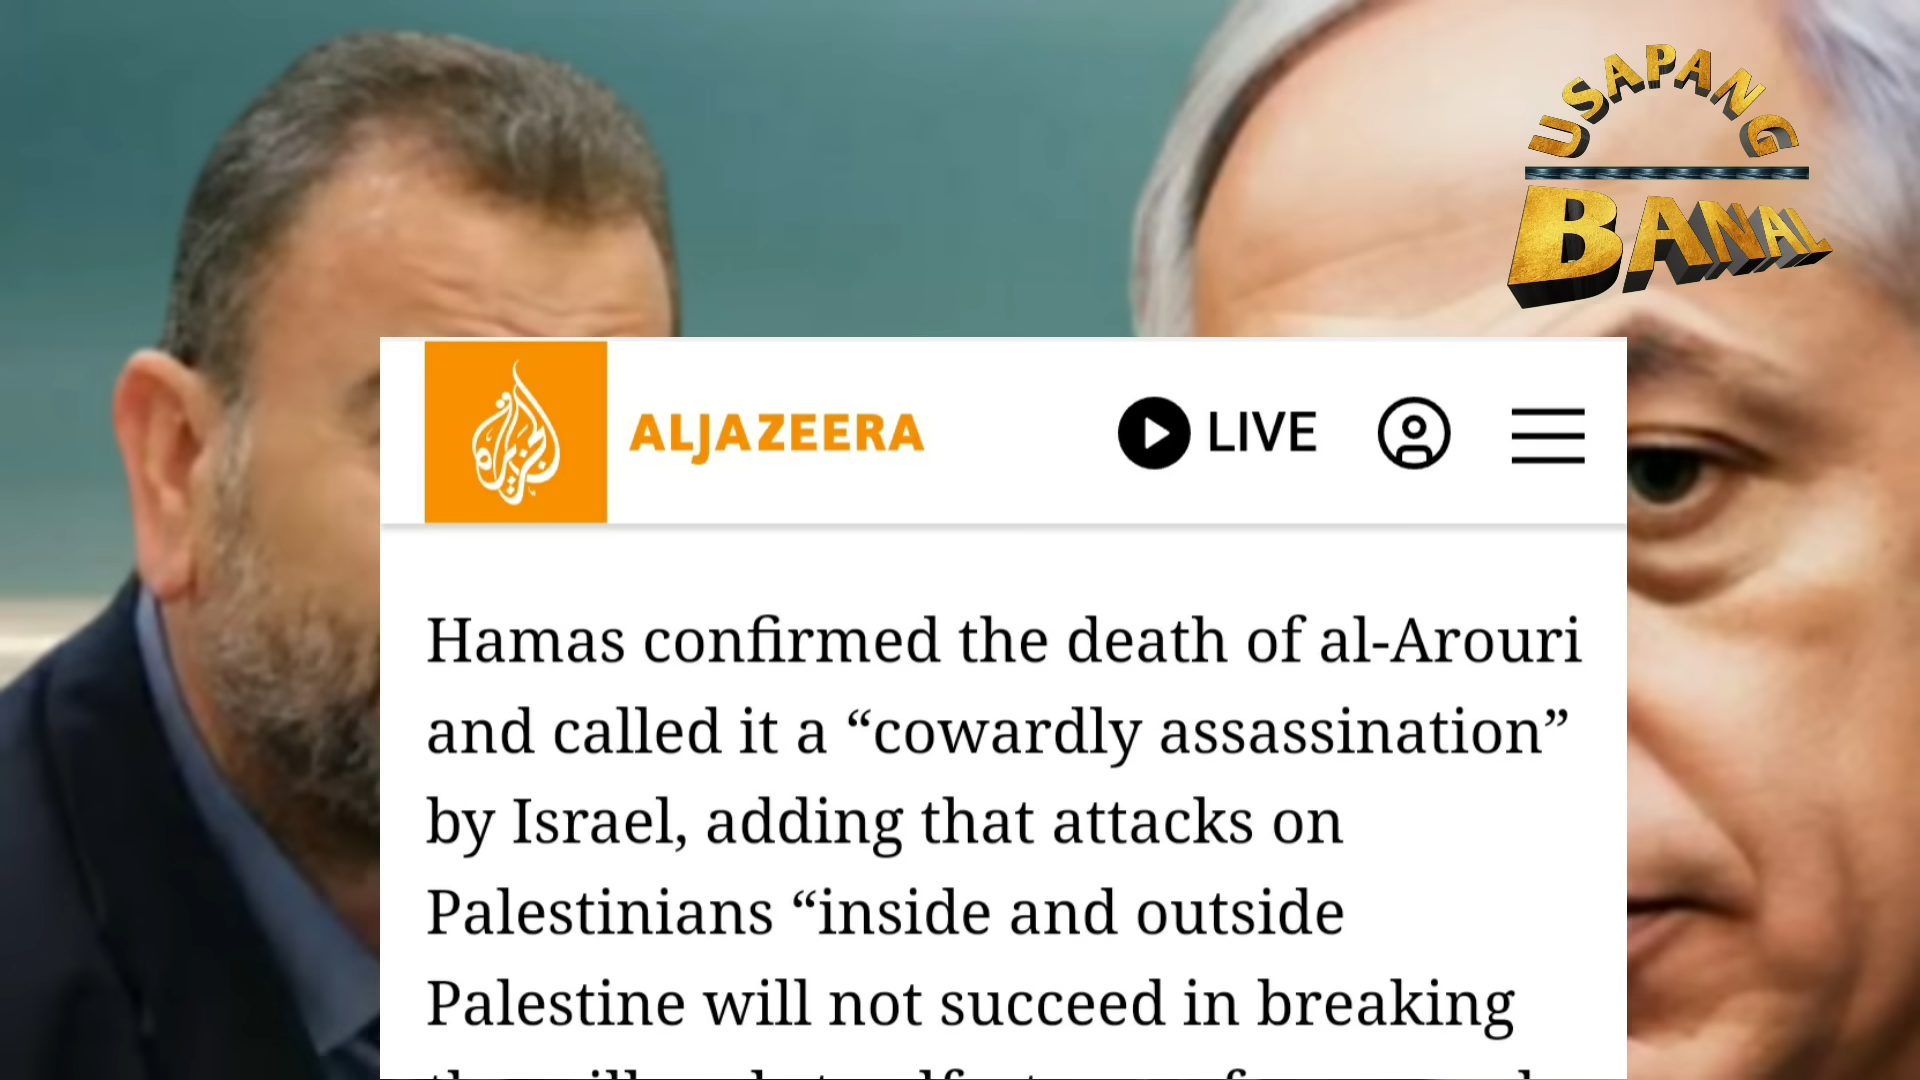 USAPANG
BANAL
ALJAZEERA
LIVE
Hamas confirmed the death of al-Arouri
and called it a “cowardly assassination”
by Israel, adding that attacks on
Palestinians “inside and outside
Palestine will not succeed in breaking